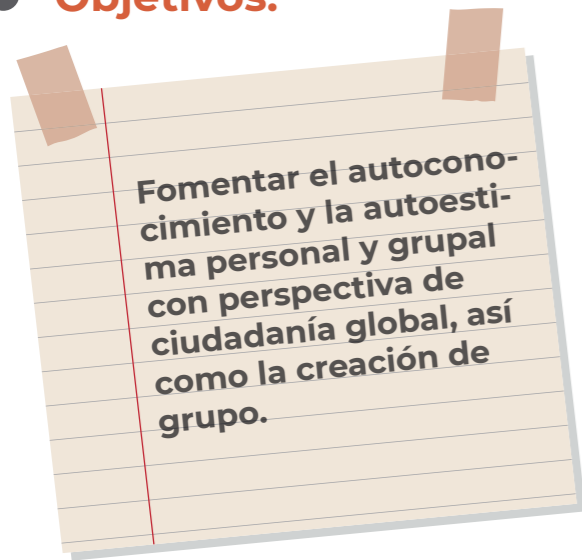 Objetivos.
Fomentar el autocono-
cimiento y la autoesti-
ma personal y grupal
con perspectiva de
ciudadanía global, así
como la creación de
grupo.